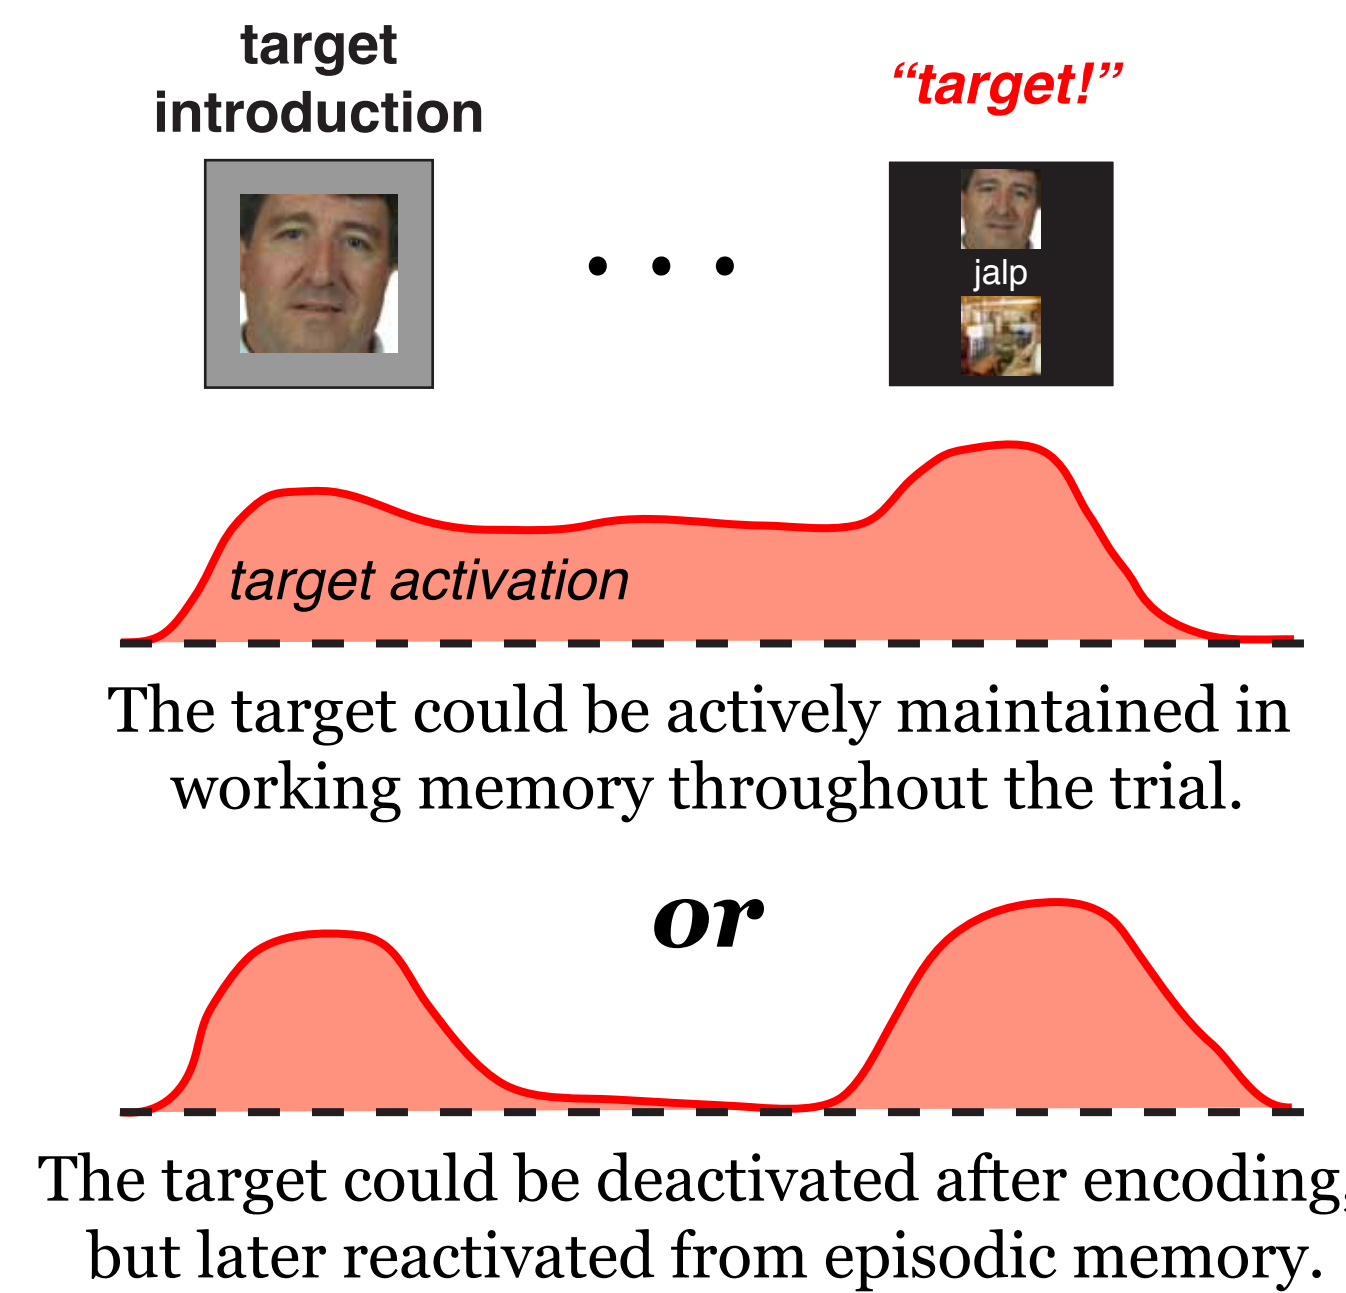 target
introduction
“target!”
jalp
target activation
The target could be actively maintained in
working memory throughout the trial.
or
The target could be deactivated after encoding,
but later reactivated from episodic memory.